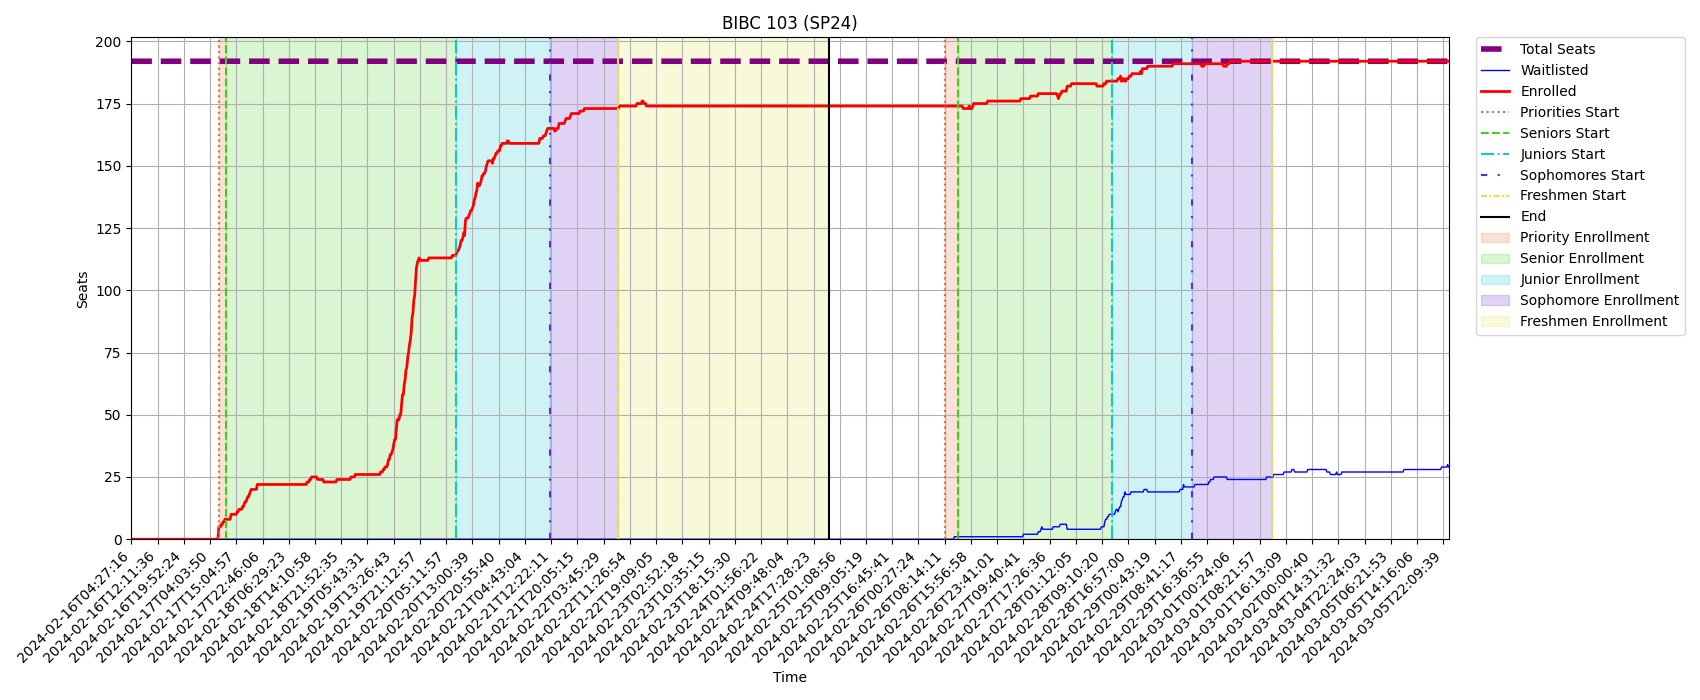 BIBC 103 (SP24)
Seats
200
175
150
125
100
75
50
25
0
2024-02-16T04:27:16
2024-02-16T12:11:36
2024-02-16T19:52:24
2024-02-17T04:03:50
2024-02-17T15:04:57
2024-02-17T22:46:06
2024-02-18T06:29:23
2024-02-18T14:10:58
2024-02-18T21:52:35
2024-02-19T05:43:31
2024-02-19T13:26:43
2024-02-19T21:12:57
2024-02-20T05:11:57
2024-02-20T13:00:39
2024-02-20T20:55:40
2024-02-21T04:43:04
2024-02-21T12:22:11
2024-02-21T20:05:15
2024-02-22T03:45:29
2024-02-22T11:26:54
2024-02-22T19:09:05
2024-02-23T02:52:18
2024-02-23T10:35:15
2024-02-23T18:15:30
2024-02-24T01:56:22
2024-02-24T09:48:04
2024-02-24T17:28:23
2024-02-25T01:08:56
2024-02-25T09:05:19
2024-02-25T16:45:41
2024-02-26T00:27:24
2024-02-26T08:14:11
2024-02-26T15:56:58
2024-02-26T23:41:01
2024-02-27T09:40:41
2024-02-27T17:26:36
2024-02-28T01:12:05
2024-02-28T09:10:20
2024-02-28T16:57:00
2024-02-29T00:43:19
2024-02-29T08:41:17
2024-02-29T16:36:55
2024-03-01T00:24:06
2024-03-01T08:21:57
2024-03-01T16:13:09
2024-03-02T00:00:40
2024-03-04T14:31:32
2024-03-04T22:24:03
2024-03-05T06:21:53
2024-03-05T14:16:06
2024-03-05T22:09:39
Time
Total Seats
Waitlisted
Enrolled
Priorities Start
Seniors Start
Juniors Start
Sophomores Start
Freshmen Start
End
Priority Enrollment
Senior Enrollment
Junior Enrollment
Sophomore Enrollment
Freshmen Enrollment